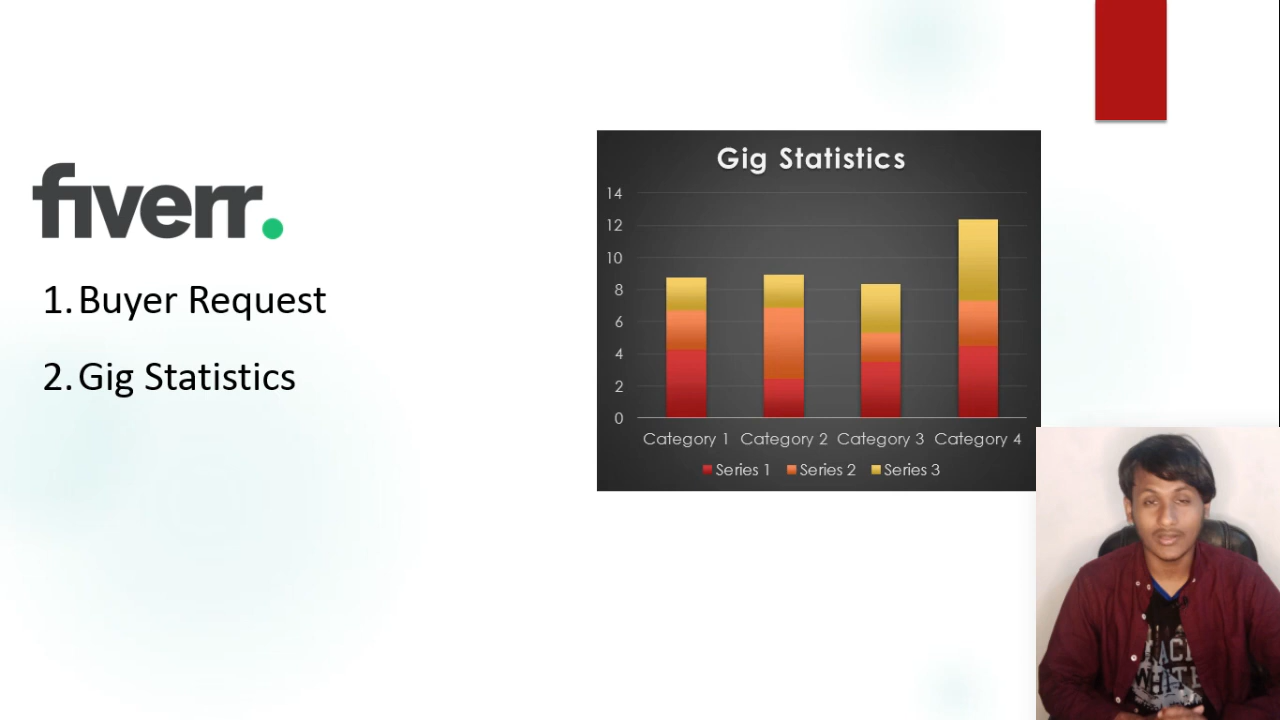 fiverr.
1. Buyer Request
2. Gig Statistics
Gig Statistics
14
12
10
8
6
4
2
0
Category 1 Category 2 Category 3 Category 4
Series 1 Series 2 Series 3
WHITE